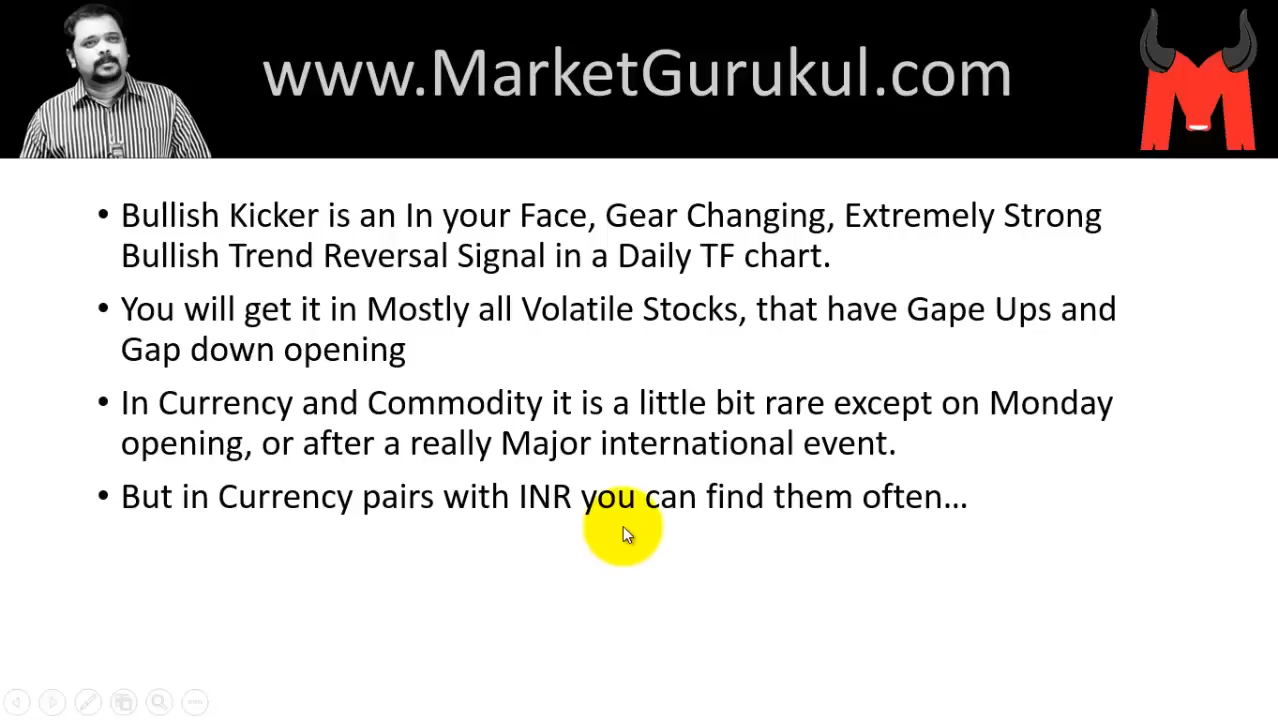 www.MarketGurukul.com
• Bullish Kicker is an In your Face, Gear Changing, Extremely Strong
Bullish Trend Reversal Signal in a Daily TF chart.
• You will get it in Mostly all Volatile Stocks, that have Gape Ups and
Gap down opening
• In Currency and Commodity it is a little bit rare except on Monday
opening, or after a really Major international event.
• But in Currency pairs with INR you can find them often…